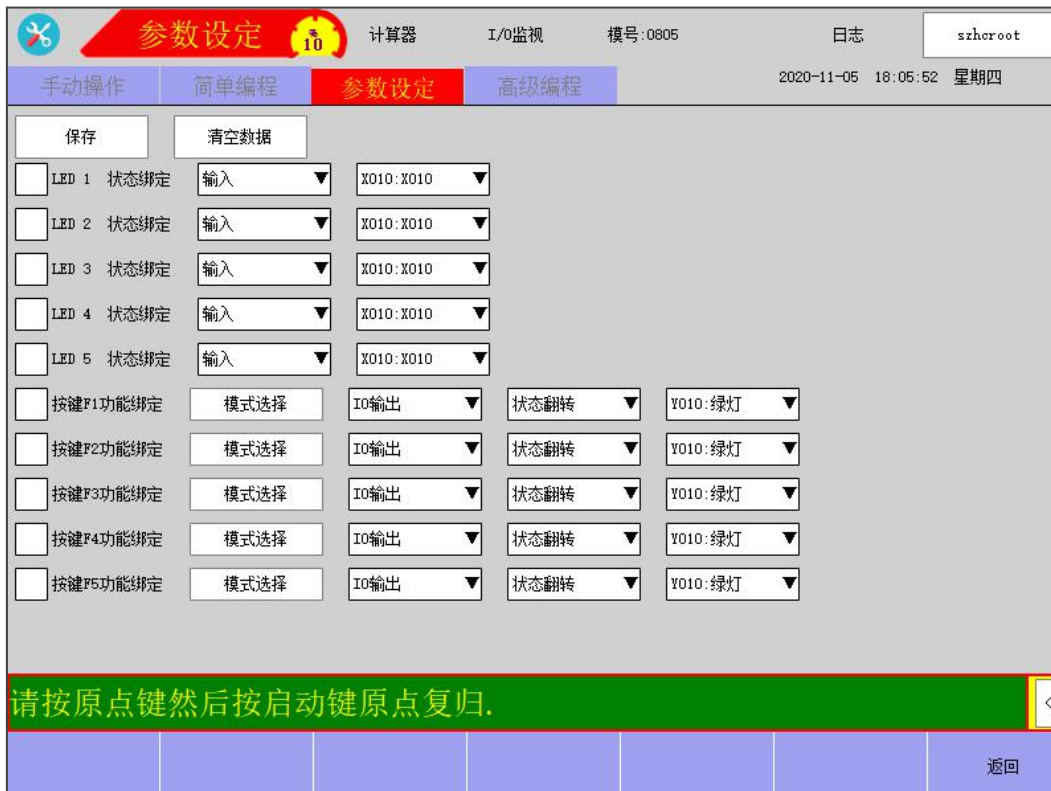 参数设定 % 10 计算器 I/O监视 模号:0805 日志 szhcroot
手动操作 简单编程 参数设定 高级编程 2020-11-05 18:05:52 星期四
保存 清空数据
LED 1 状态绑定 输入 X010:X010
LED 2 状态绑定 输入 X010:X010
LED 3 状态绑定 输入 X010:X010
LED 4 状态绑定 输入 X010:X010
LED 5 状态绑定 输入 X010:X010
按键F1功能绑定 模式选择 IO输出 状态翻转 Y010:绿灯
按键F2功能绑定 模式选择 IO输出 状态翻转 Y010:绿灯
按键F3功能绑定 模式选择 IO输出 状态翻转 Y010:绿灯
按键F4功能绑定 模式选择 IO输出 状态翻转 Y010:绿灯
按键F5功能绑定 模式选择 IO输出 状态翻转 Y010:绿灯
请按原点键然后按启动键原点复归.
返回